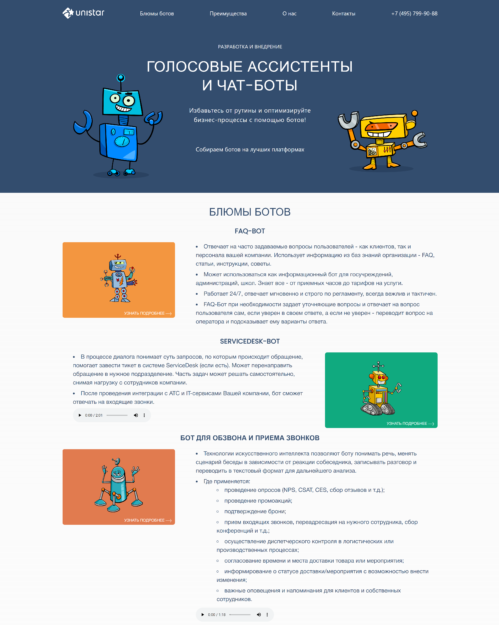 unistar
Блюмы ботов
Преимущества
О нас
Контакты
+7 (495) 799-90-88
РАЗРАБОТКА И ВНЕДРЕНИЕ
ГОЛОСОВЫЕ АССИСТЕНТЫ
И ЧАТ-БОТЫ
Избавьтесь от рутины и оптимизируйте
бизнес-процессы с помощью ботов!
Собираем ботов на лучших платформах
БЛЮМЫ БОТОВ
FAQ-BOT
• Отвечает на часто задаваемые вопросы пользователей - как клиентов, так и
персонала вашей компании. Использует информацию из баз знаний организации - FAQ,
статьи, инструкции, советы.
• Может использоваться как информационный бот для госучреждений,
администраций, школ. Знает все - от приемных часов до тарифов на услуги.
• Работает 24/7, отвечает мгновенно и строго по регламенту, всегда вежлив и тактичен.
• FAQ-Бот при необходимости задает уточняющие вопросы и отвечает на вопрос
пользователя сам, если уверен в своем ответе, а если не уверен - переводит вопрос на
оператора и подсказывает ему варианты ответа.
УЗНАТЬ ПОДРОБНЕЕ
SERVICEDESK-BOT
• В процессе диалога понимает суть запросов, по которым происходит обращение,
помогает завести тикет в системе ServiceDesk (если есть). Может перенаправить
обращение в нужное подразделение. Часть задач может решать самостоятельно,
снимая нагрузку с сотрудников компании.
• После проведения интеграции с АТС и IT-сервисами Вашей компании, бот сможет
отвечать на входящие звонки.
УЗНАТЬ ПОДРОБНЕЕ
БОТ ДЛЯ ОБЗВОНА И ПРИЕМА ЗВОНКОВ
• Технологии искусственного интеллекта позволяют боту понимать речь, менять
сценарий беседы в зависимости от реакции собеседника, записывать разговор и
переводить в текстовый формат для дальнейшего анализа.
• Где применяется:
◦ проведение опросов (NPS, CSAT, CES, сбор отзывов и т.д.);
◦ проведение промоакций;
◦ подтверждение брони;
◦ прием входящих звонков, переадресация на нужного сотрудника, сбор
конференций и т.д.;
◦ осуществление диспетчерского контроля в логистических или
производственных процессах;
◦ согласование времени и места доставки товара или мероприятия;
◦ информирования о статусе доставки/мероприятия с возможностью внести
изменения;
◦ важные оповещения и напоминания для клиентов и собственных
сотрудников.
УЗНАТЬ ПОДРОБНЕЕ